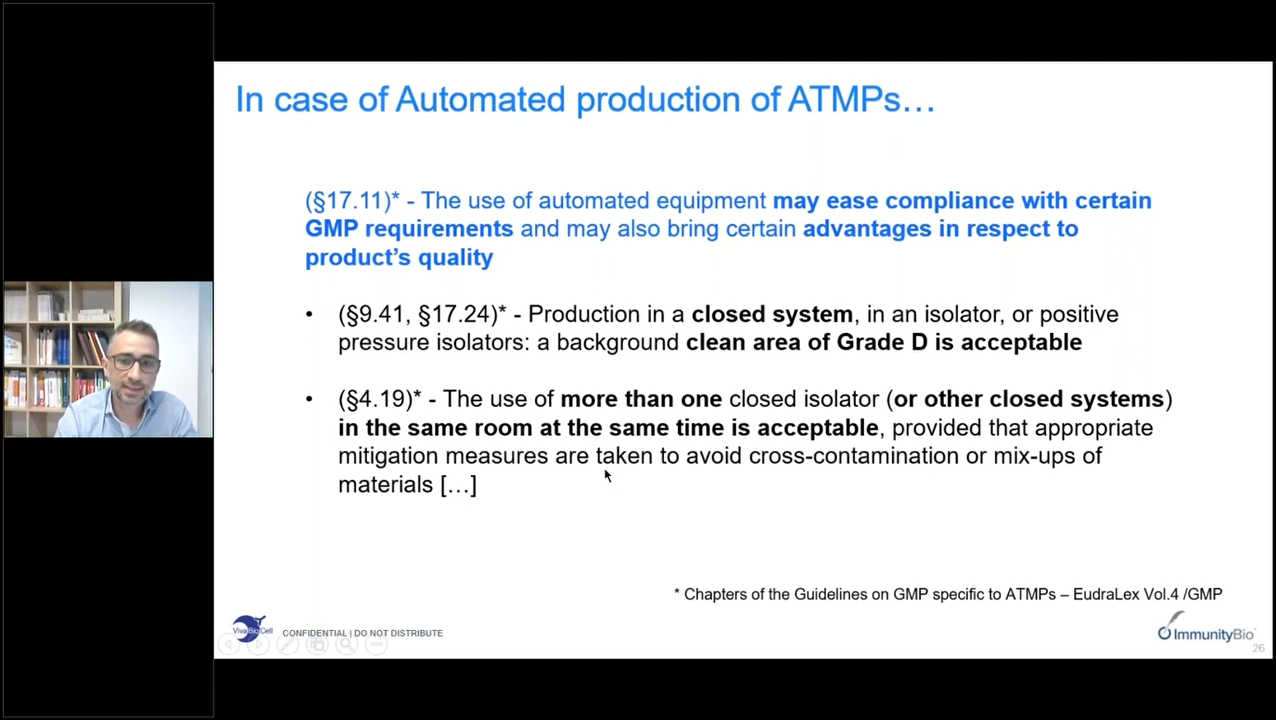 In case of Automated production of ATMPs…
(§17.11)* - The use of automated equipment may ease compliance with certain
GMP requirements and may also bring certain advantages in respect to
product’s quality
• (§9.41, §17.24)* - Production in a closed system, in an isolator, or positive
pressure isolators: a background clean area of Grade D is acceptable
• (§4.19)* - The use of more than one closed isolator (or other closed systems)
in the same room at the same time is acceptable, provided that appropriate
mitigation measures are taken to avoid cross-contamination or mix-ups of
materials […]
* Chapters of the Guidelines on GMP specific to ATMPs – EudraLex Vol.4 /GMP
VivaBioCell
CONFIDENTIAL | DO NOT DISTRIBUTE
ImmunityBio
26